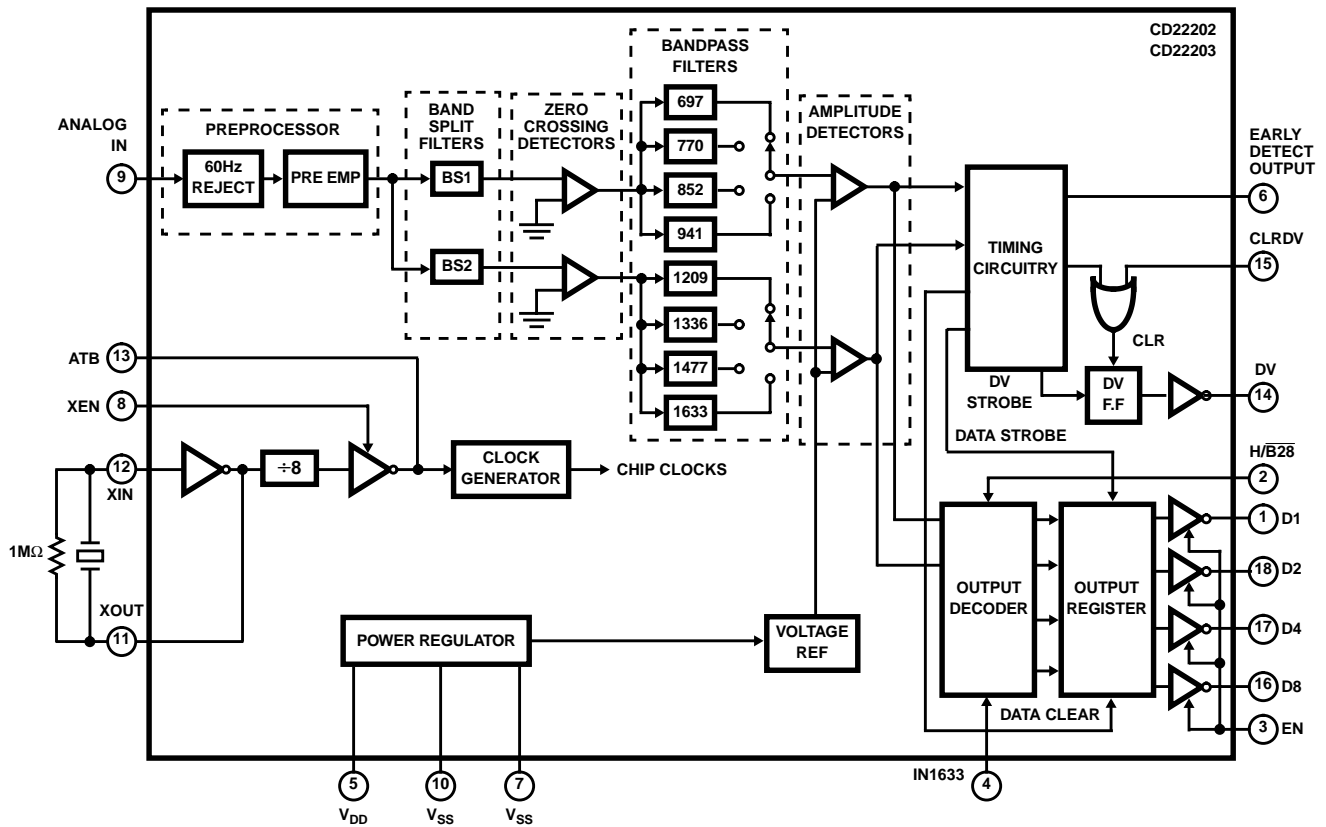 CD22202
CD22203
BANDPASS
FILTERS
697
770
852
941
1209
1336
1477
1633
ANALOG
IN
9
PREPROCESSOR
60Hz
REJECT
PRE EMP
BAND
SPLIT
FILTERS
BS1
BS2
ZERO
CROSSING
DETECTORS
AMPLITUDE
DETECTORS
TIMING
CIRCUITRY
EARLY
DETECT
OUTPUT
6
CLRDV
15
CLR
DV
STROBE
DV
F.F
DV
14
DATA STROBE
H/B28
2
ATB
13
XEN
8
12
XIN
÷8
CLOCK
GENERATOR
CHIP CLOCKS
1MΩ
XOUT
11
POWER REGULATOR
VOLTAGE
REF
OUTPUT
DECODER
OUTPUT
REGISTER
1 D1
18 D2
17 D4
16 D8
3 EN
DATA CLEAR
IN1633
4
5
VDD
10
VSS
7
VSS